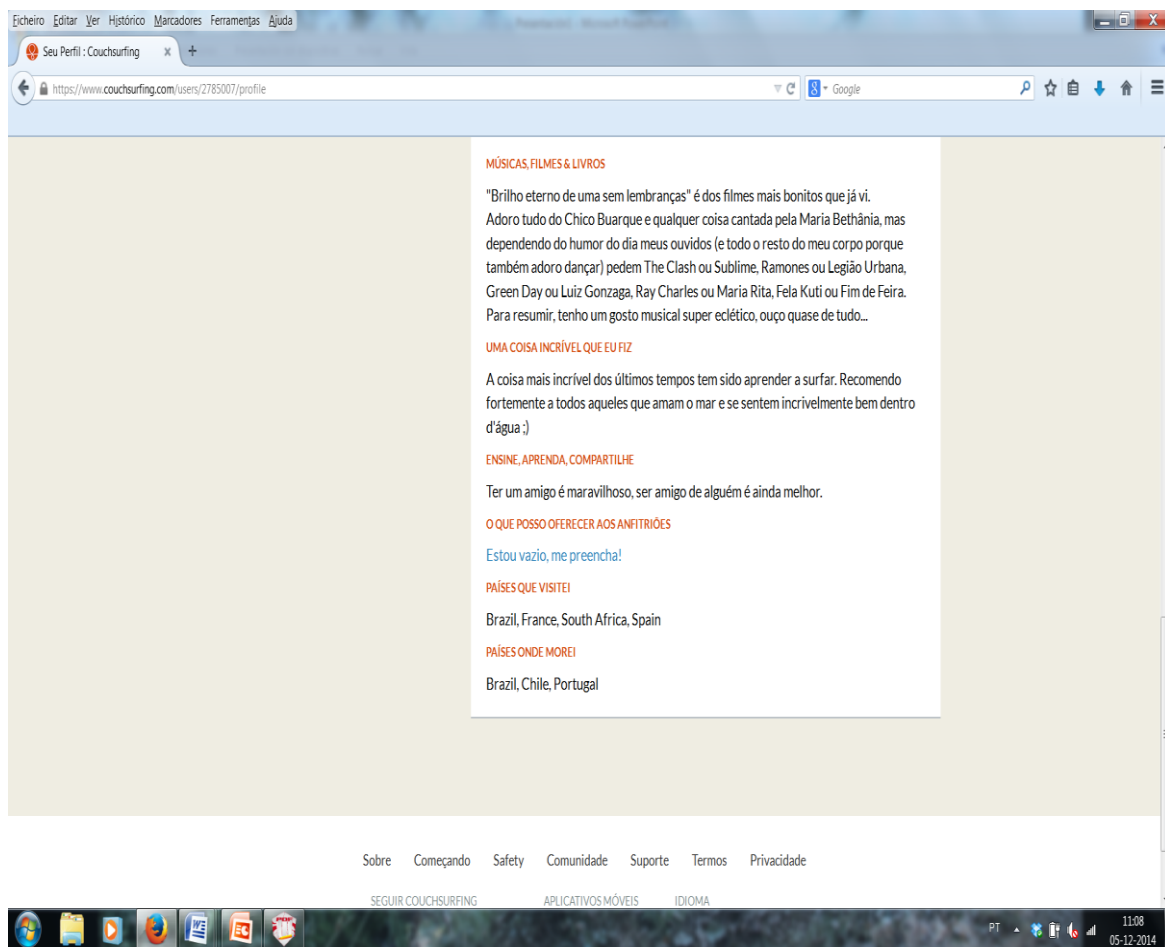 Ficheiro Editar Ver Histórico Marcadores Ferramentas Ajuda
Seu Perfil : Couchsurfing
https://www.couchsurfing.com/users/2785007/profile
Google
MÚSICAS, FILMES & LIVROS
"Brilho eterno de uma sem lembranças" é dos filmes mais bonitos que já vi.
Adoro tudo do Chico Buarque e qualquer coisa cantada pela Maria Bethânia, mas
dependendo do humor do dia meus ouvidos (e todo o resto do meu corpo porque
também adoro dançar) pedem The Clash ou Sublime, Ramones ou Legião Urbana,
Green Day ou Luiz Gonzaga, Ray Charles ou Maria Rita, Fela Kuti ou Fim de Feira.
Para resumir, tenho um gosto musical super eclético, ouço quase de tudo...
UMA COISA INCRÍVEL QUE EU FIZ
A coisa mais incrível dos últimos tempos tem sido aprender a surfar. Recomendo
fortemente a todos aqueles que amam o mar e se sentem incrivelmente bem dentro
d'água ;)
ENSINE, APRENDA, COMPARTILHE
Ter um amigo é maravilhoso, ser amigo de alguém é ainda melhor.
O QUE POSSO OFERECER AOS ANFITRIÕES
Estou vazio, me preencha!
PAÍSES QUE VISITEI
Brazil, France, South Africa, Spain
PAÍSES ONDE MOREI
Brazil, Chile, Portugal
Sobre Começando Safety Comunidade Suporte Termos Privacidade
SEGUIR COUCHSURFING APLICATIVOS MÓVEIS IDIOMA
PT 11:08
05-12-2014